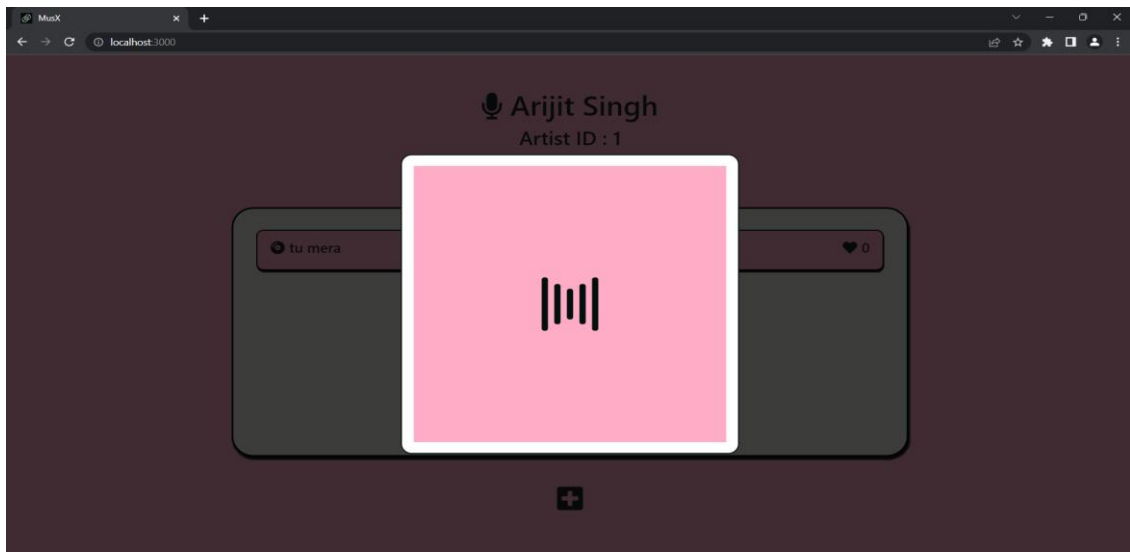 MusX
localhost:3000
Arijit Singh
Artist ID : 1
tu mera
0